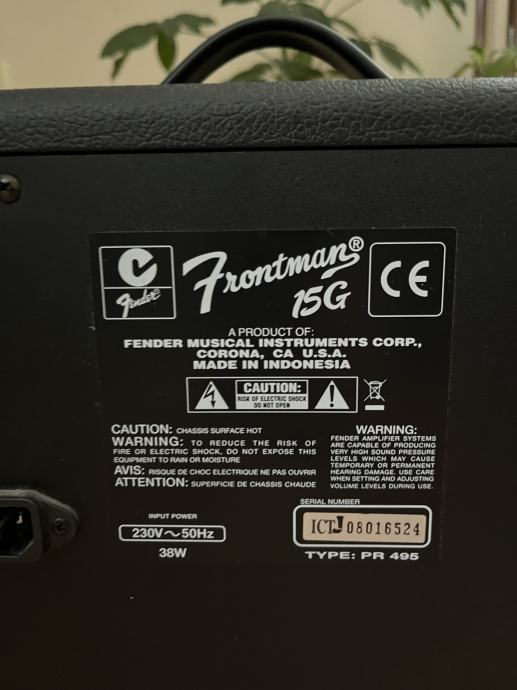 Fender
Frontman®
15G
CE
A PRODUCT OF:
FENDER MUSICAL INSTRUMENTS CORP.,
CORONA, CA U.S.A.
MADE IN INDONESIA
CAUTION:
RISK OF ELECTRIC SHOCK
DO NOT OPEN
CAUTION: CHASSIS SURFACE HOT
WARNING: TO REDUCE THE RISK OF
FIRE OR ELECTRIC SHOCK, DO NOT EXPOSE THIS
EQUIPMENT TO RAIN OR MOISTURE
AVIS: RISQUE DE CHOC ELECTRIQUE NE PAS OUVRIR
ATTENTION: SUPERFICIE DE CHASSIS CHAUDE
WARNING:
FENDER AMPLIFIER SYSTEMS
ARE CAPABLE OF PRODUCING
VERY HIGH SOUND PRESSURE
LEVELS WHICH MAY CAUSE
TEMPORARY OR PERMANENT
HEARING DAMAGE. USE CARE
WHEN SETTING AND ADJUSTING
VOLUME LEVELS DURING USE.
INPUT POWER
230V~50Hz
38W
SERIAL NUMBER
ICTJ08016524
TYPE: PR 495